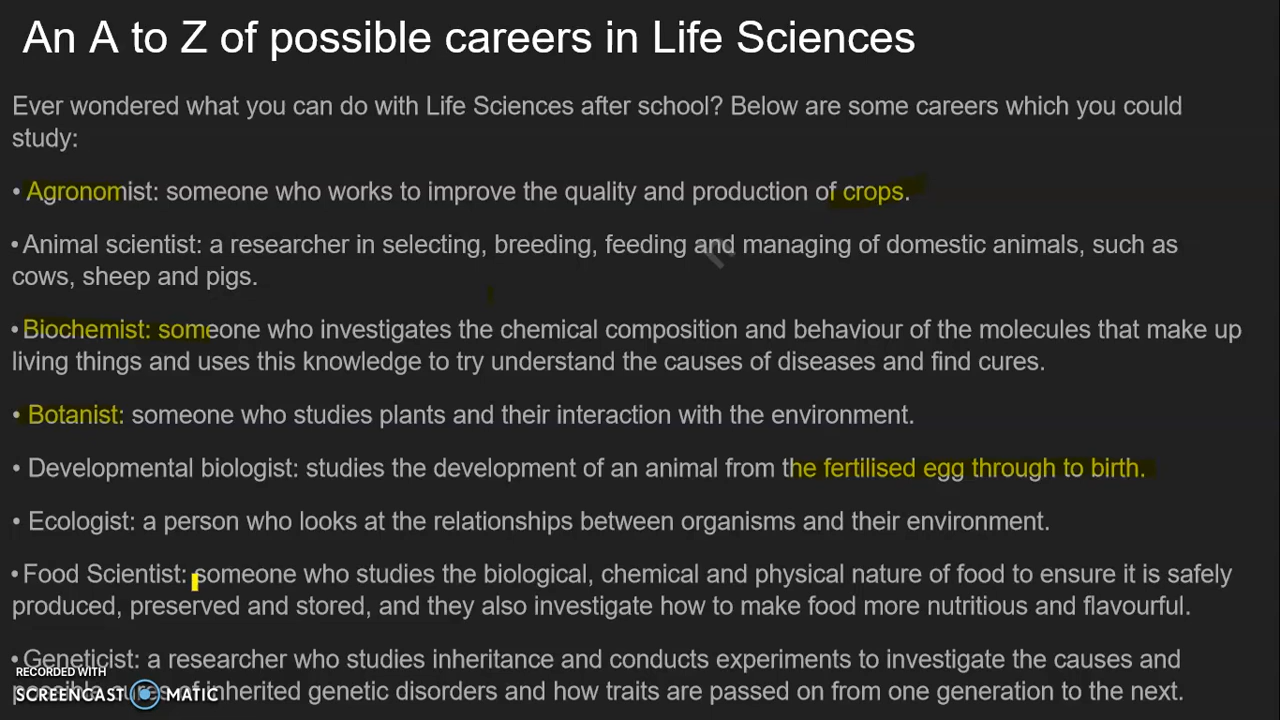 An A to Z of possible careers in Life Sciences
Ever wondered what you can do with Life Sciences after school? Below are some careers which you could
study:
• Agronomist: someone who works to improve the quality and production of crops.
• Animal scientist: a researcher in selecting, breeding, feeding and managing of domestic animals, such as
cows, sheep and pigs.
• Biochemist: someone who investigates the chemical composition and behaviour of the molecules that make up
living things and uses this knowledge to try understand the causes of diseases and find cures.
• Botanist: someone who studies plants and their interaction with the environment.
• Developmental biologist: studies the development of an animal from the fertilised egg through to birth.
• Ecologist: a person who looks at the relationships between organisms and their environment.
• Food Scientist: someone who studies the biological, chemical and physical nature of food to ensure it is safely
produced, preserved and stored, and they also investigate how to make food more nutritious and flavourful.
• Geneticist: a researcher who studies inheritance and conducts experiments to investigate the causes and
inherited genetic disorders and how traits are passed on from one generation to the next.
RECORDED WITH
SCREENCAST MATIC